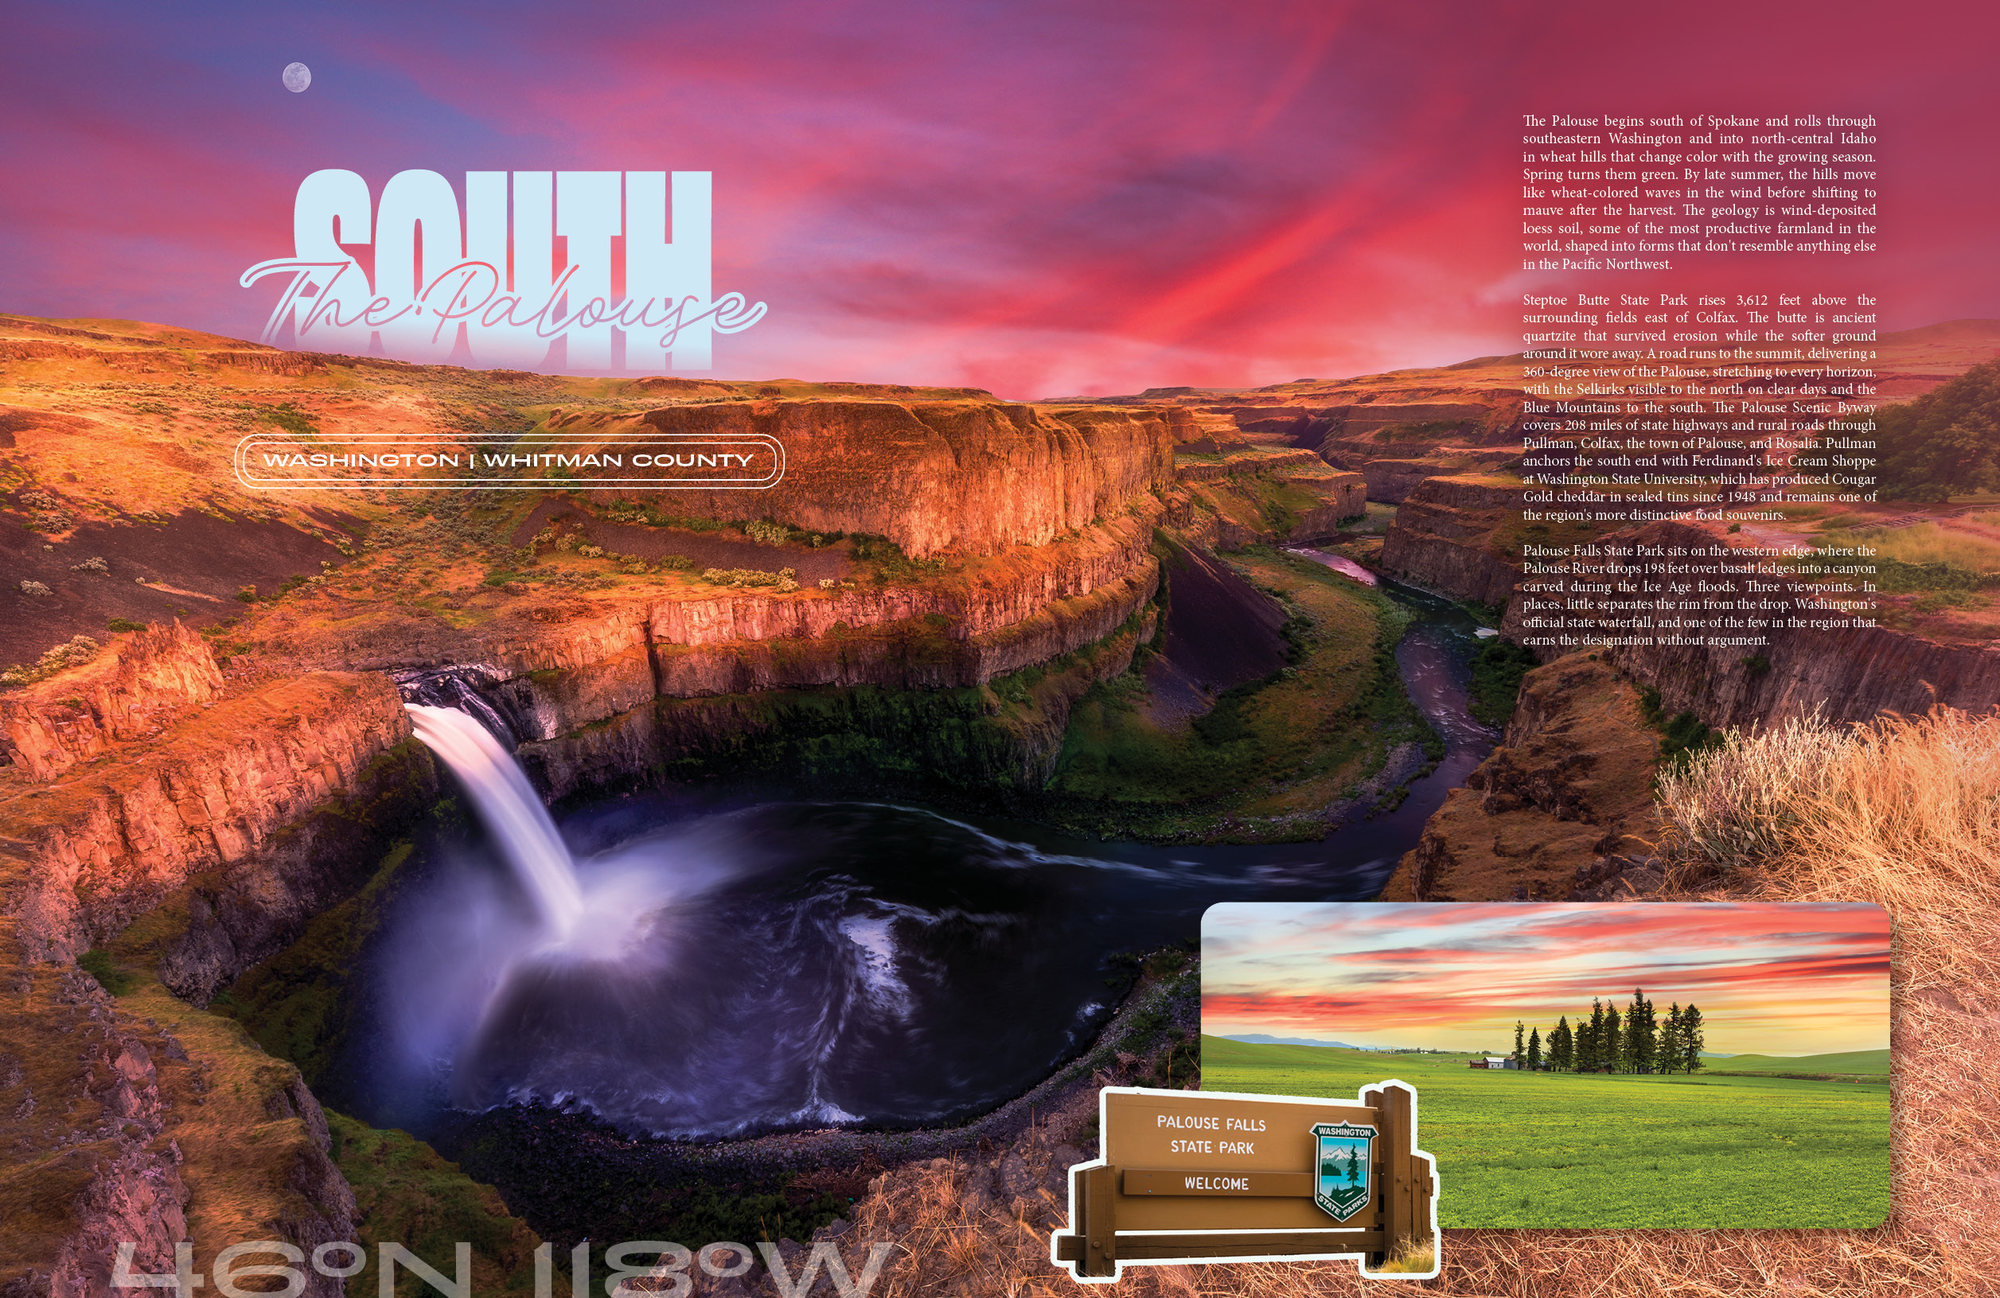 SOUTH
The Palouse
WASHINGTON | WHITMAN COUNTY
The Palouse begins south of Spokane and rolls through
southeastern Washington and into north-central Idaho
in wheat hills that change color with the growing season.
Spring turns them green. By late summer, the hills move
like wheat-colored waves in the wind before shifting to
mauve after the harvest. The geology is wind-deposited
loess soil, some of the most productive farmland in the
world, shaped into forms that don't resemble anything else
in the Pacific Northwest.
Steptoe Butte State Park rises 3,612 feet above the
surrounding fields east of Colfax. The butte is ancient
quartzite that survived erosion while the softer ground
around it wore away. A road runs to the summit, delivering a
360-degree view of the Palouse, stretching to every horizon,
with the Selkirks visible to the north on clear days and the
Blue Mountains to the south. The Palouse Scenic Byway
covers 208 miles of state highways and rural roads through
Pullman, Colfax, the town of Palouse, and Rosalia. Pullman
anchors the south end with Ferdinand's Ice Cream Shoppe
at Washington State University, which has produced Cougar
Gold cheddar in sealed tins since 1948 and remains one of
the region's more distinctive food souvenirs.
Palouse Falls State Park sits on the western edge, where the
Palouse River drops 198 feet over basalt ledges into a canyon
carved during the Ice Age floods. Three viewpoints. In
places, little separates the rim from the drop. Washington's
official state waterfall, and one of the few in the region that
earns the designation without argument.
PALOUSE FALLS
STATE PARK
WELCOME
WASHINGTON
STATE PARKS
46°N 118°W